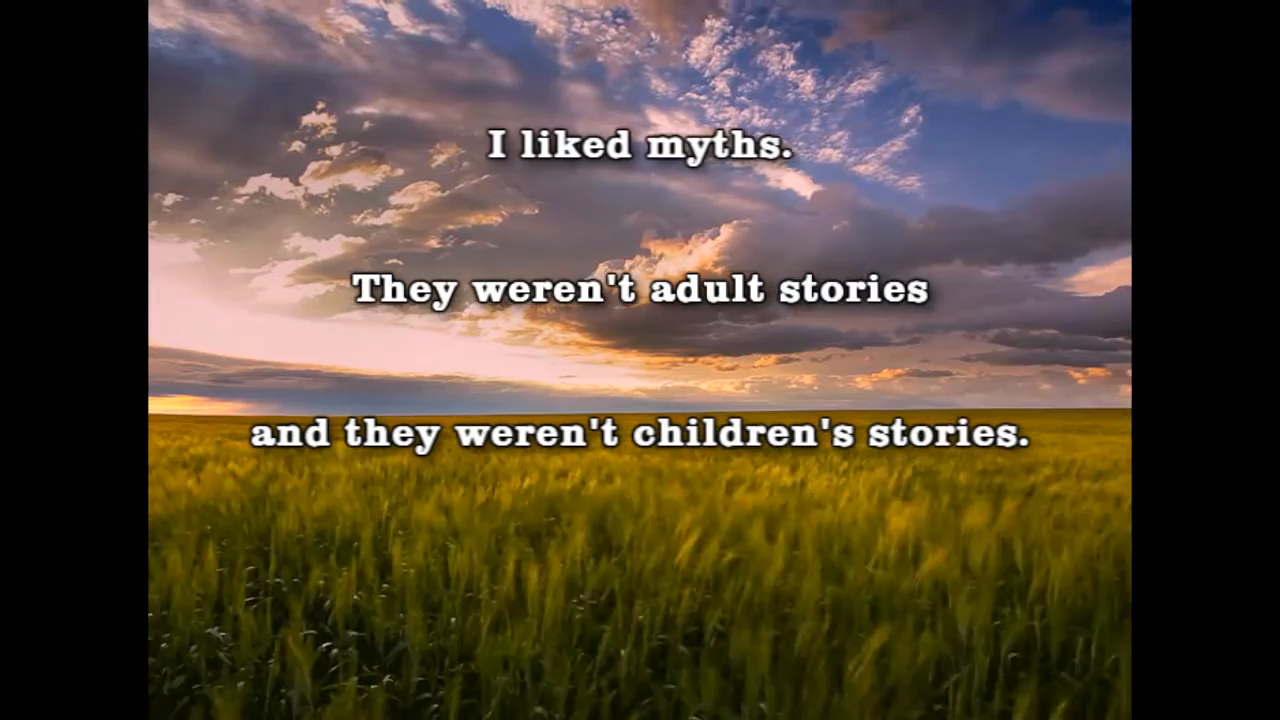 I liked myths.
They weren't adult stories
and they weren't children's stories.